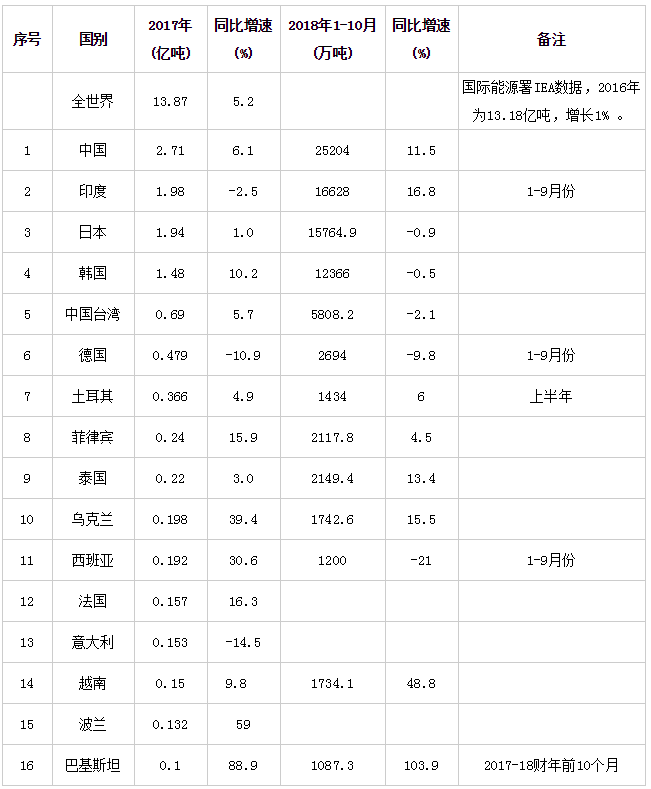 序号 国别 2017年(亿吨) 同比增速(%) 2018年1-10月(万吨) 同比增速(%) 备注
全世界 13.87 5.2 国际能源署IEA数据，2016年为13.18亿吨，增长1% 。
1 中国 2.71 6.1 25204 11.5
2 印度 1.98 -2.5 16628 16.8 1-9月份
3 日本 1.94 1.0 15764.9 -0.9
4 韩国 1.48 10.2 12366 -0.5
5 中国台湾 0.69 5.7 5808.2 -2.1
6 德国 0.479 -10.9 2694 -9.8 1-9月份
7 土耳其 0.366 4.9 1434 6 上半年
8 菲律宾 0.24 15.9 2117.8 4.5
9 泰国 0.22 3.0 2149.4 13.4
10 乌克兰 0.198 39.4 1742.6 15.5
11 西班亚 0.192 30.6 1200 -21 1-9月份
12 法国 0.157 16.3
13 意大利 0.153 -14.5
14 越南 0.15 9.8 1734.1 48.8
15 波兰 0.132 59
16 巴基斯坦 0.1 88.9 1087.3 103.9 2017-18财年前10个月